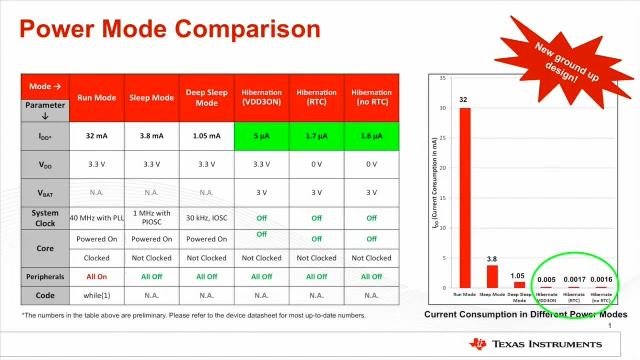 Power Mode Comparison
New ground up
design!
Mode → Run Mode Sleep Mode Deep Sleep Mode Hibernation (VDD3ON) Hibernation (RTC) Hibernation (no RTC)
Parameter ↓
IDD* 32 mA 3.8 mA 1.05 mA 5 µA 1.7 µA 1.6 µA
VDD 3.3 V 3.3 V 3.3 V 3.3 V 0 V 0 V
VBAT N.A. N.A. N.A. 3 V 3 V 3 V
System Clock 40 MHz with PLL 1 MHz with PIOSC 30 kHz, IOSC Off Off Off
Core Powered On Powered On Powered On Off Off Off
Clocked Not Clocked Not Clocked Not Clocked Not Clocked Not Clocked
Peripherals All On All Off All Off All Off All Off All Off
Code while(1) N.A. N.A. N.A. N.A. N.A.
*The numbers in the table above are preliminary. Please refer to the device datasheet for most up-to-date numbers.
IDD (Current Consumption in mA)
35
30
25
20
15
10
5
0
32
3.8
1.05
0.005
0.0017
0.0016
Run Mode Sleep Mode Deep Sleep Mode Hibernate (VDD3ON) Hibernate (RTC) Hibernate (no RTC)
Current Consumption in Different Power Modes
1
TEXAS INSTRUMENTS